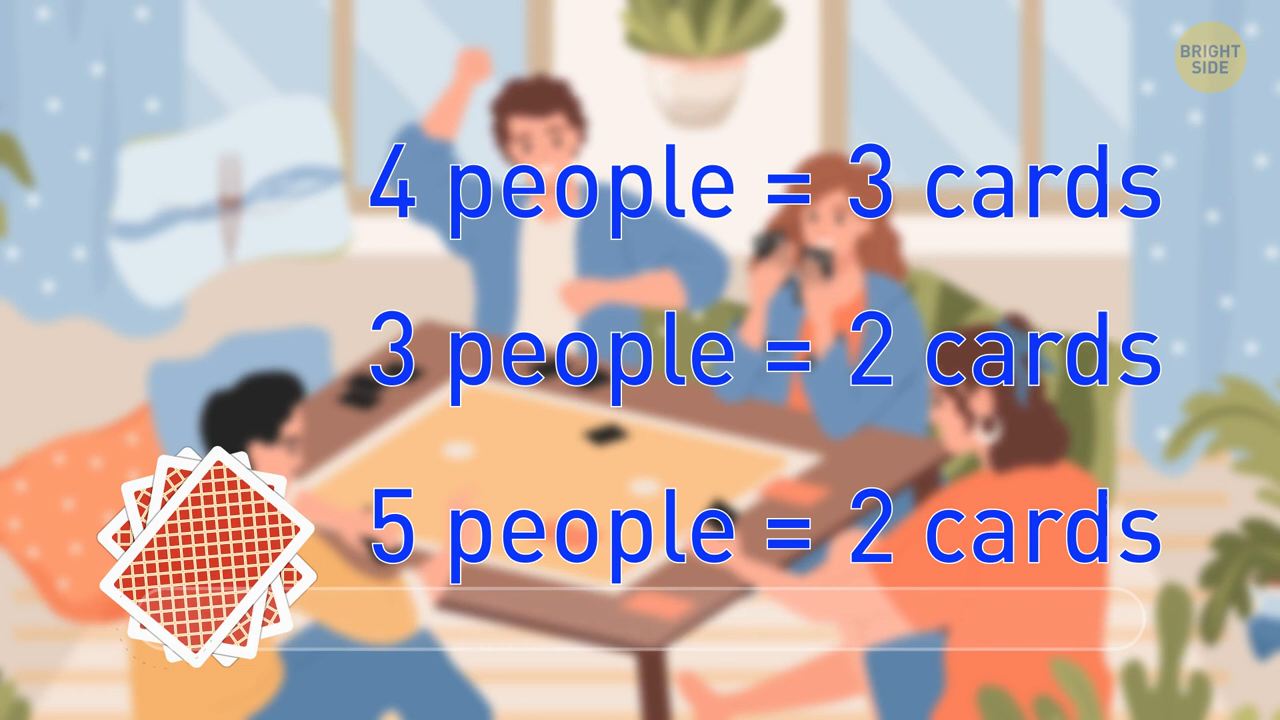 BRIGHT
SIDE
4 people = 3 cards
3 people = 2 cards
5 people = 2 cards